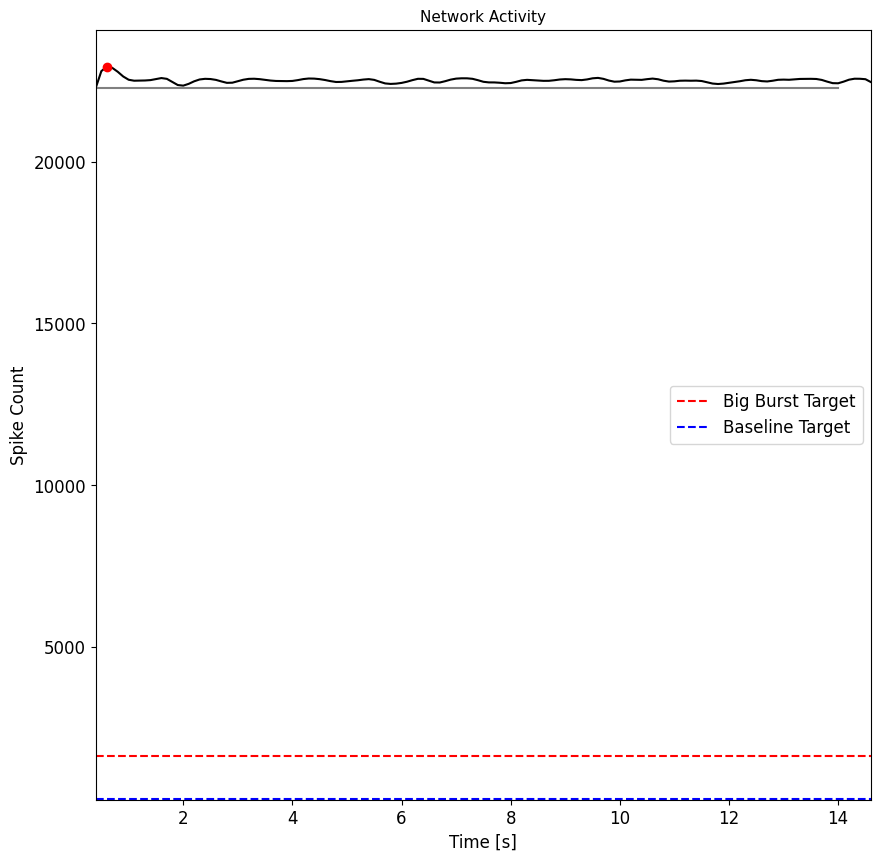 Network Activity
20000
15000
10000
5000
Spike Count
Big Burst Target
Baseline Target
2 4 6 8 10 12 14
Time [s]